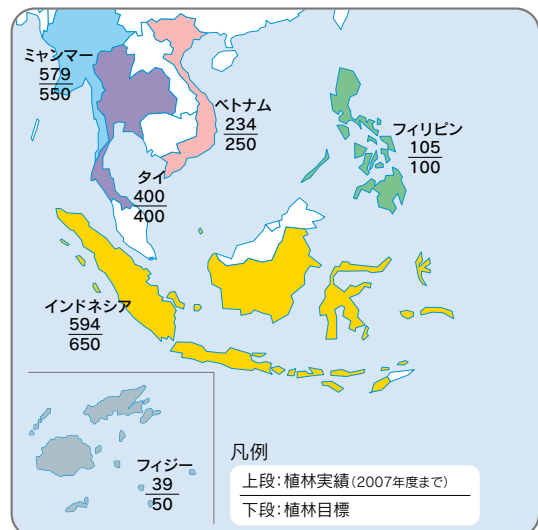 ミャンマー
579
550
ベトナム
234
250
フィリピン
105
100
タイ
400
400
インドネシア
594
650
フィジー
39
50
凡例
上段:植林実績(2007年度まで)
下段:植林目標